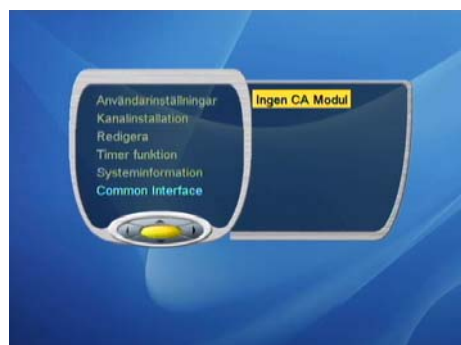 Användarinställningar
Kanalinstallation
Redigera
Timer funktion
Systeminformation
Common Interface
Ingen CA Modul